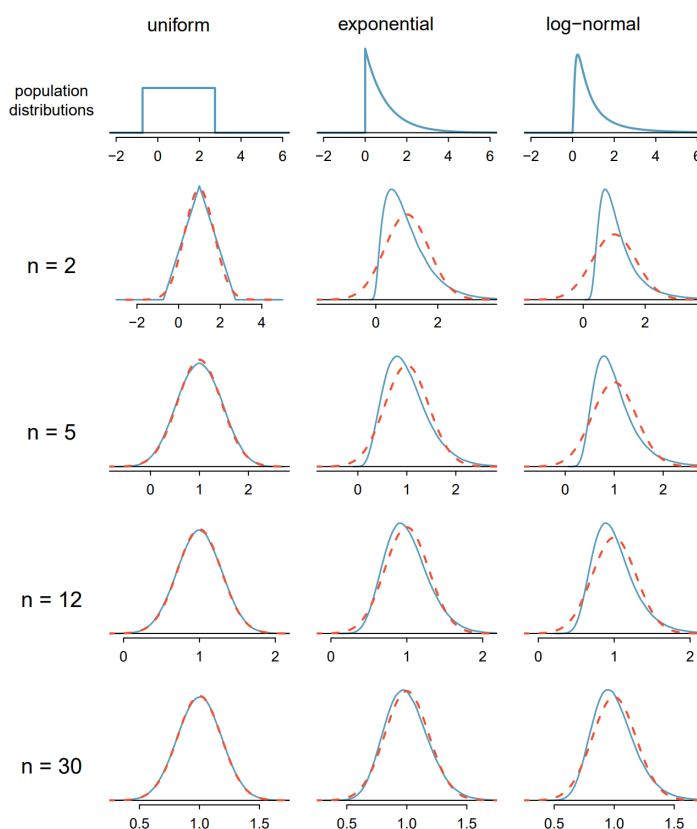 uniform exponential log−normal
population
distributions
−2 0 2 4 6 −2 0 2 4 6 −2 0 2 4 6
n = 2
−2 0 2 4 0 2 0 2
n = 5
0 1 2 0 1 2 0 1 2
n = 12
0 1 2 0 1 2 0 1 2
n = 30
0.5 1.0 1.5 0.5 1.0 1.5 0.5 1.0 1.5